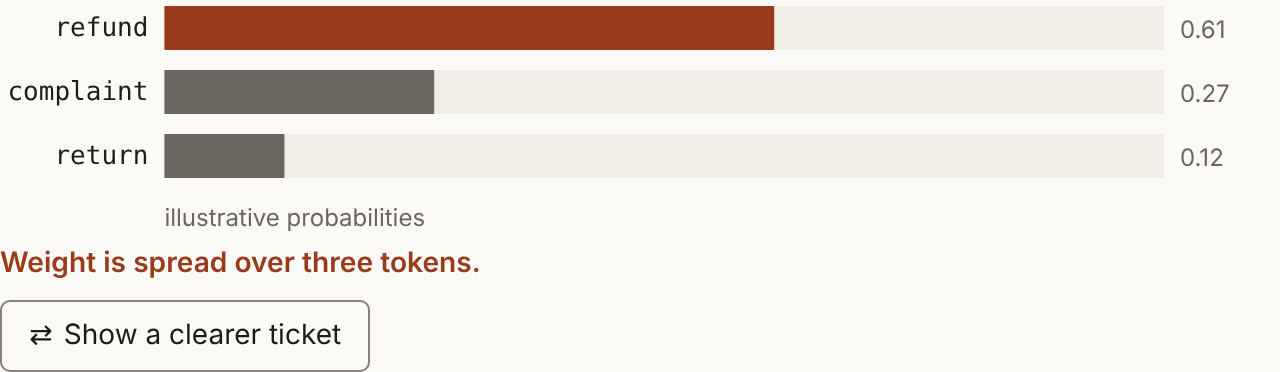 refund 0.61
complaint 0.27
return 0.12
illustrative probabilities
Weight is spread over three tokens.
⇄ Show a clearer ticket